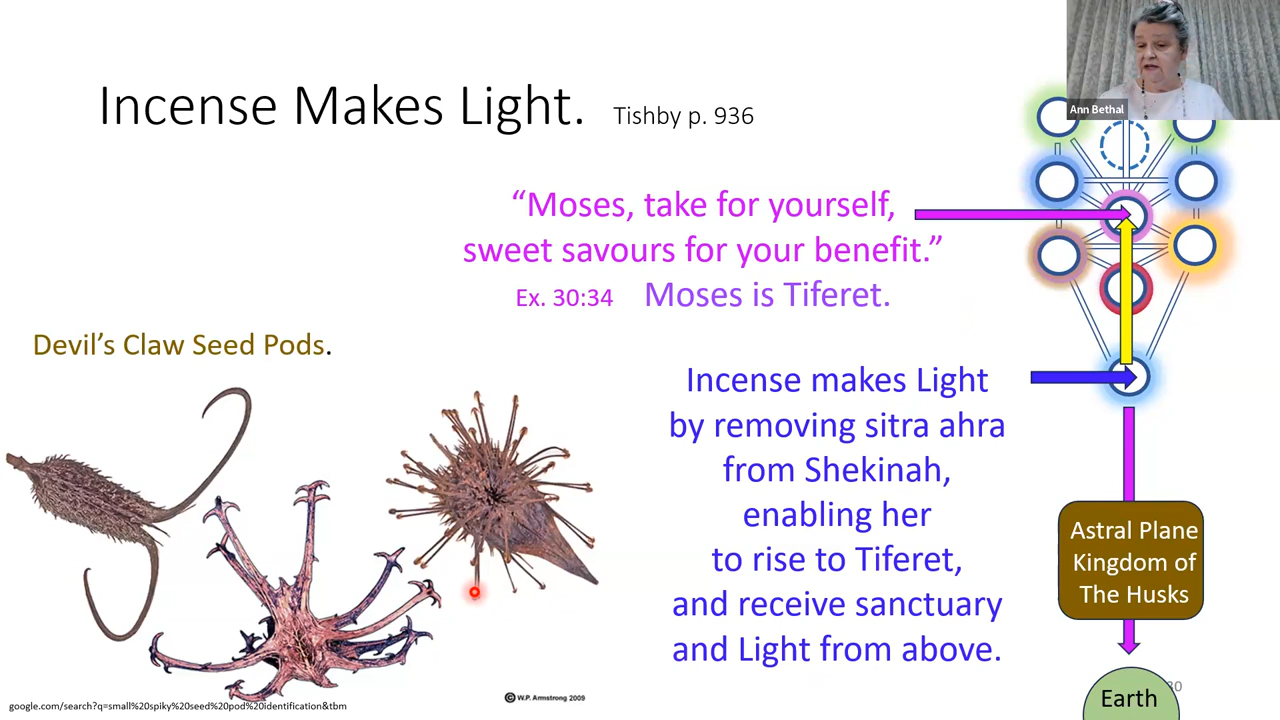 Ann Bethal
Incense Makes Light. Tishby p. 936
“Moses, take for yourself,
sweet savours for your benefit.”
Ex. 30:34 Moses is Tiferet.
Devil’s Claw Seed Pods.
Incense makes Light
by removing sitra ahra
from Shekinah,
enabling her
to rise to Tiferet,
and receive sanctuary
and Light from above.
Astral Plane
Kingdom of
The Husks
Earth
30
© W.P. Armstrong 2009
google.com/search?q=small%20spiky%20seed%20pod%20identification&tbm